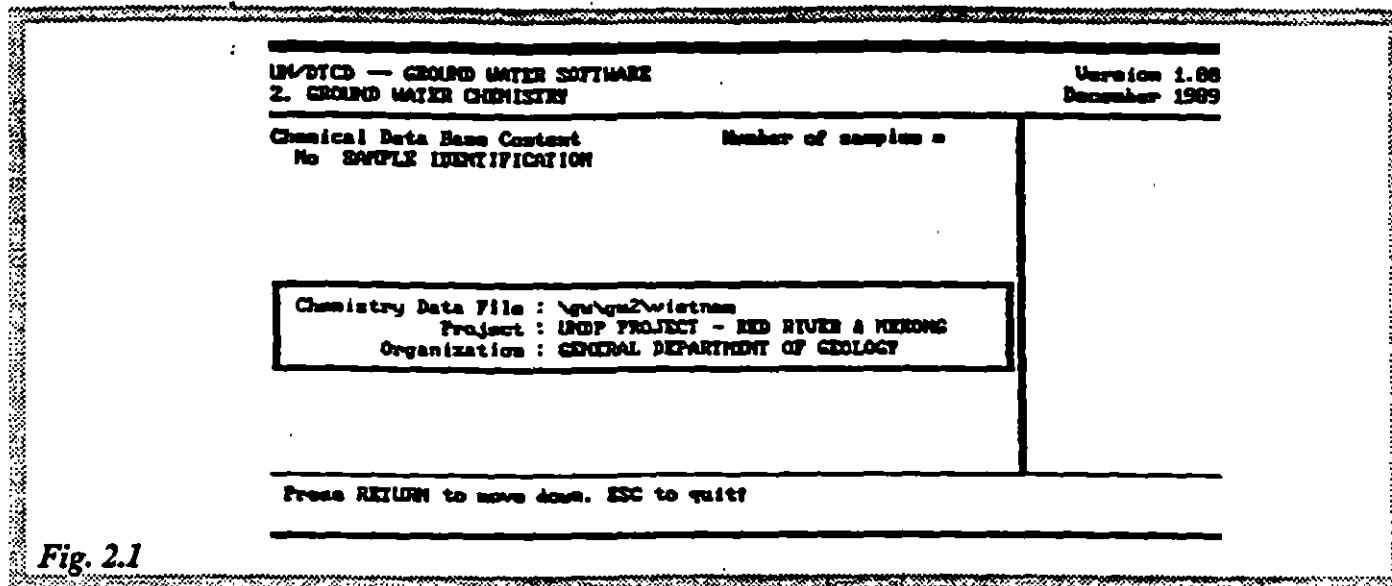 UN/DTCD — GROUND WATER SOFTWARE
Version 1.00
2. GROUND WATER CHEMISTRY
December 1989
Chemical Data Base Content
Number of samples =
No SAMPLE IDENTIFICATION
Chemistry Data File : \gw\gw2\vietnam
Project : UNDP PROJECT - RED RIVER & MEKONG
Organization : GENERAL DEPARTMENT OF GEOLOGY
Press RETURN to move down. ESC to quit!
Fig. 2.1